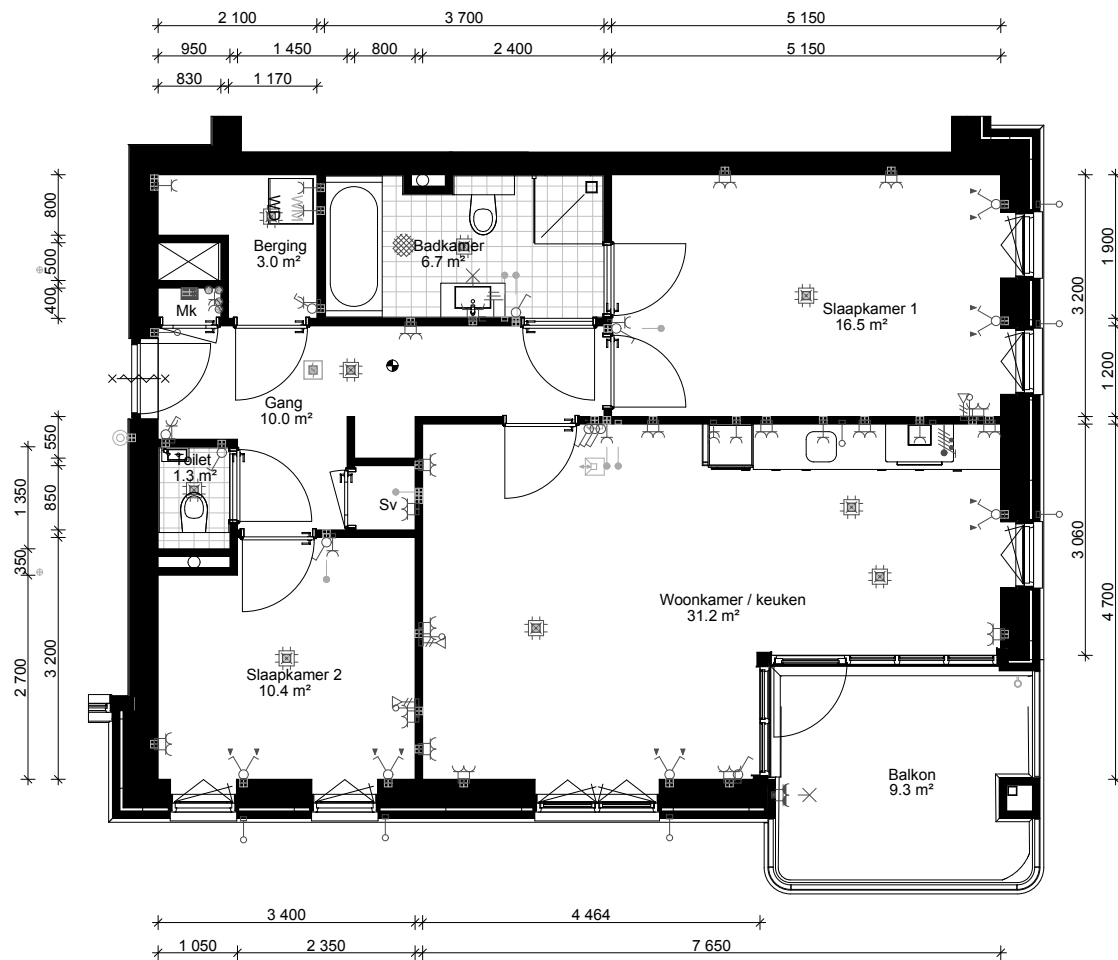 2 100
3 700
5 150
950
1 450
800
2 400
5 150
830
1 170
800
500
400
550
850
3 200
1 350
350
2 700
1 900
1 200
4 700
3 200
3 060
WD
WM
Berging
3.0 m²
Badkamer
6.7 m²
Slaapkamer 1
16.5 m²
Mk
Gang
10.0 m²
Toilet
1.3 m²
Sv
Woonkamer / keuken
31.2 m²
Slaapkamer 2
10.4 m²
Balkon
9.3 m²
3 400
4 464
1 050
2 350
7 650